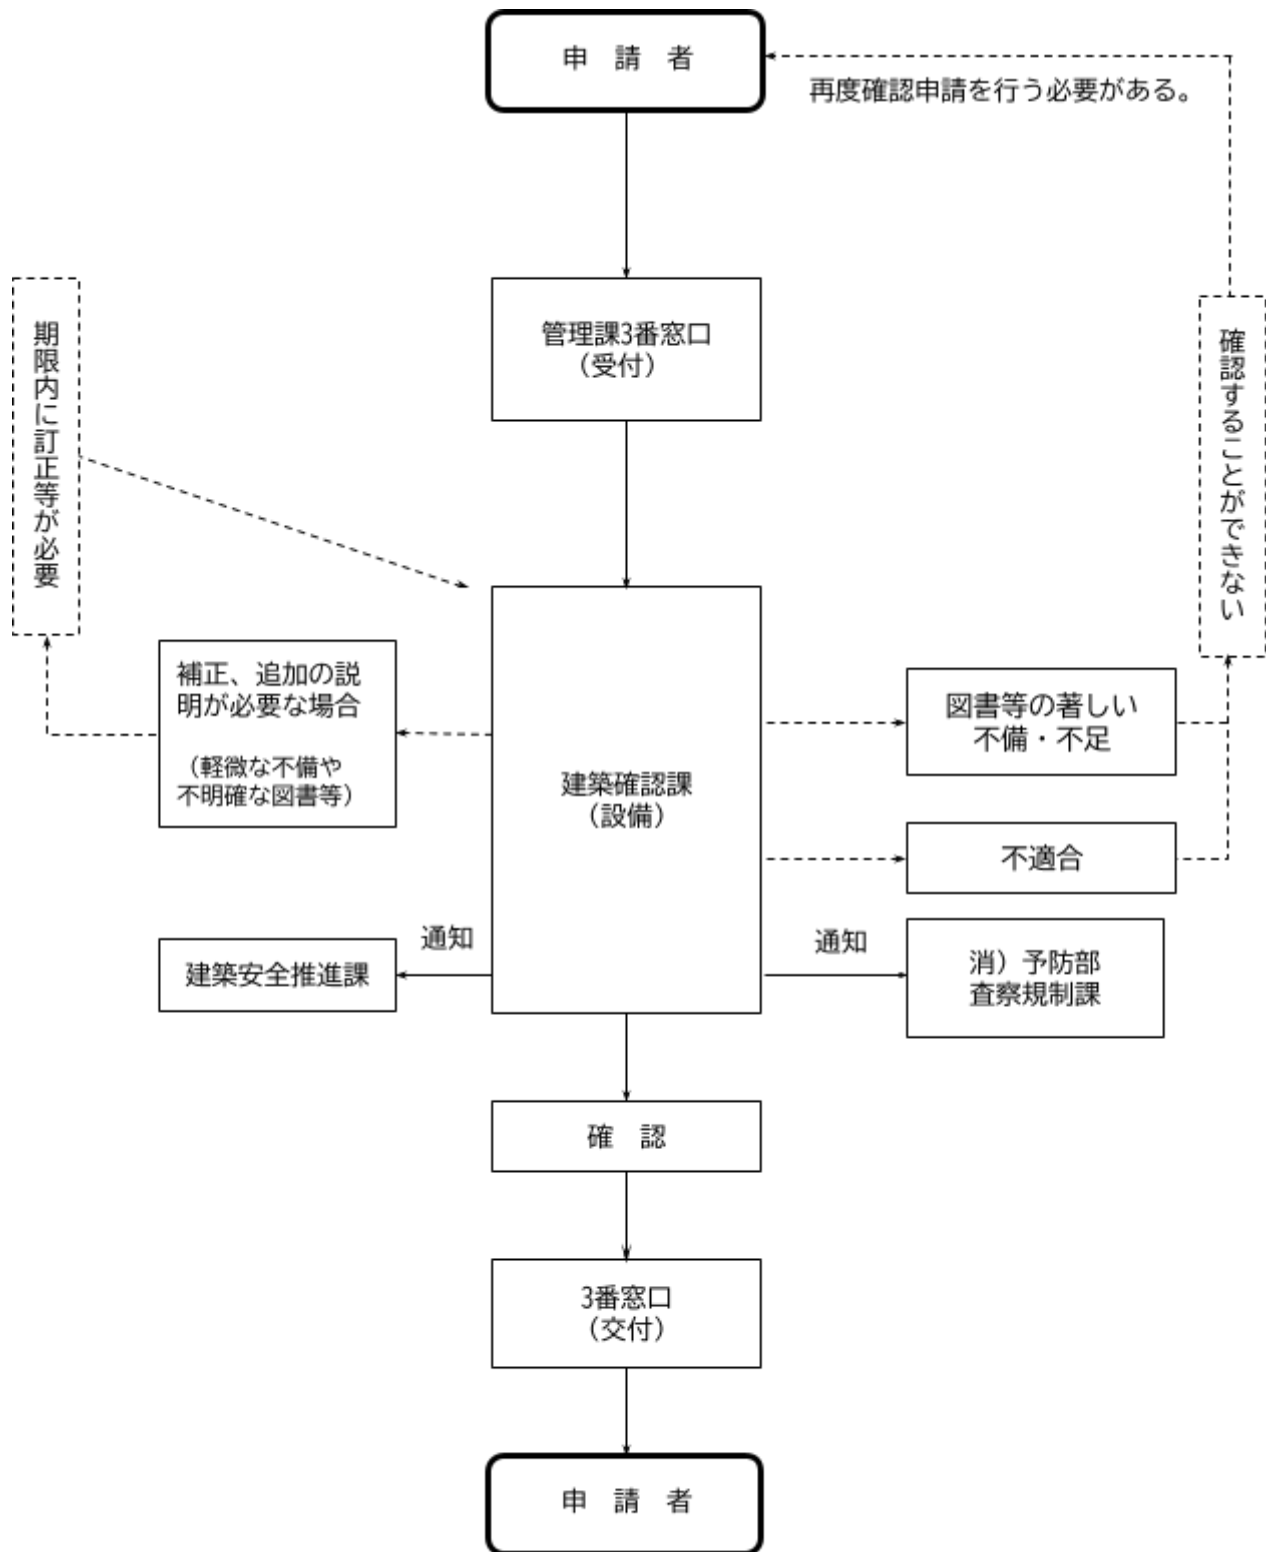 申　請　者
再度確認申請を行う必要がある。
管理課3番窓口
（受付）
期限内に訂正等が必要
確認することができない
補正、追加の説
明が必要な場合
（軽微な不備や
不明確な図書等）
建築確認課
（設備）
図書等の著しい
不備・不足
不適合
通知
建築安全推進課
通知
消）予防部
査察規制課
確　認
3番窓口
（交付）
申　請　者